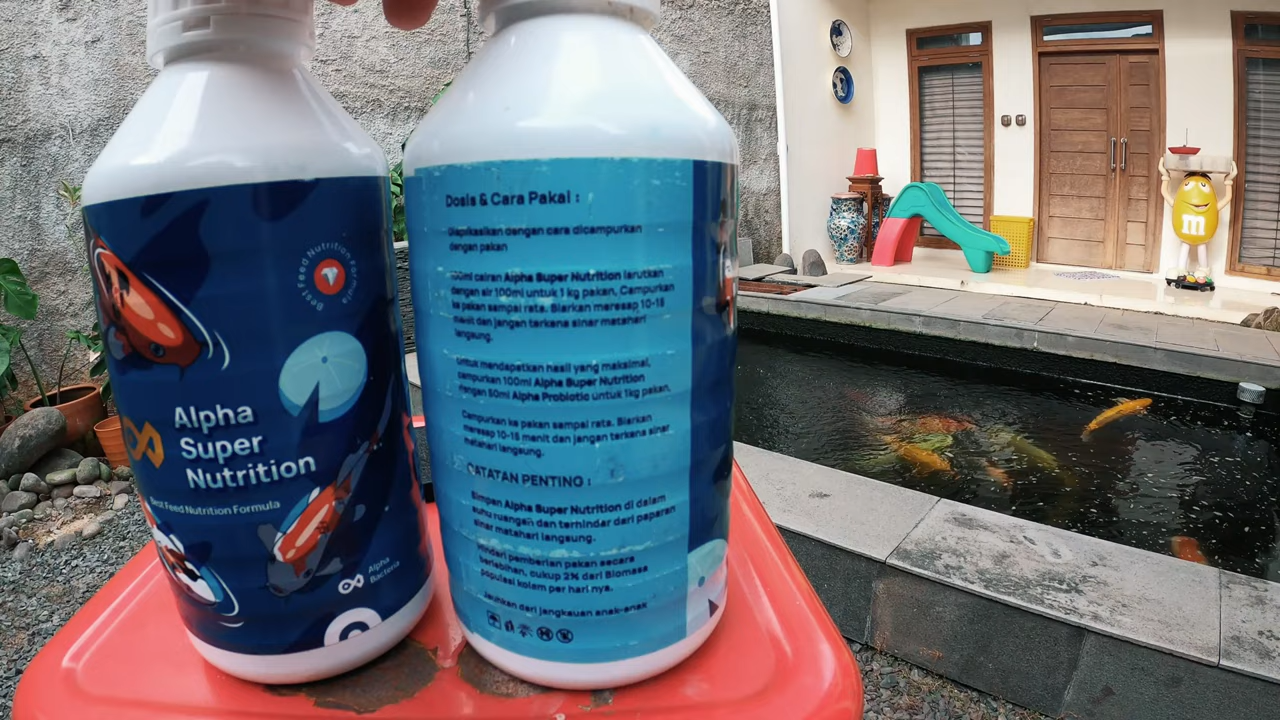 Best Feed Nutrition Formula
Alpha
Super
Nutrition
Best Feed Nutrition Formula
Alpha
Bacteria
Dosis & Cara Pakai :
Diapikasikan dengan cara dicampurkan
dengan pakan
100ml cairan Alpha Super Nutrition larutkan
dengan air 100ml untuk 1 kg pakan, Campurkan
ke pakan sampai rata. Biarkan meresap 10-15
menit dan jangan terkena sinar matahari
langsung.
Untuk mendapatkan hasil yang maksimal,
campurkan 100ml Alpha Super Nutrition
dengan 50ml Alpha Probiotic untuk 1kg pakan.
Campurkan ke pakan sampai rata. Biarkan
meresap 10-15 menit dan jangan terkena sinar
matahari langsung.
CATATAN PENTING :
Simpan Alpha Super Nutrition di dalam
suhu ruangan dan terhindar dari paparan
sinar matahari langsung.
Hindari pemberian pakan secara
berlebihan, cukup 2% dari Biomasa
populasi kolam per hari nya.
Jauhkan dari jangkauan anak-anak
m